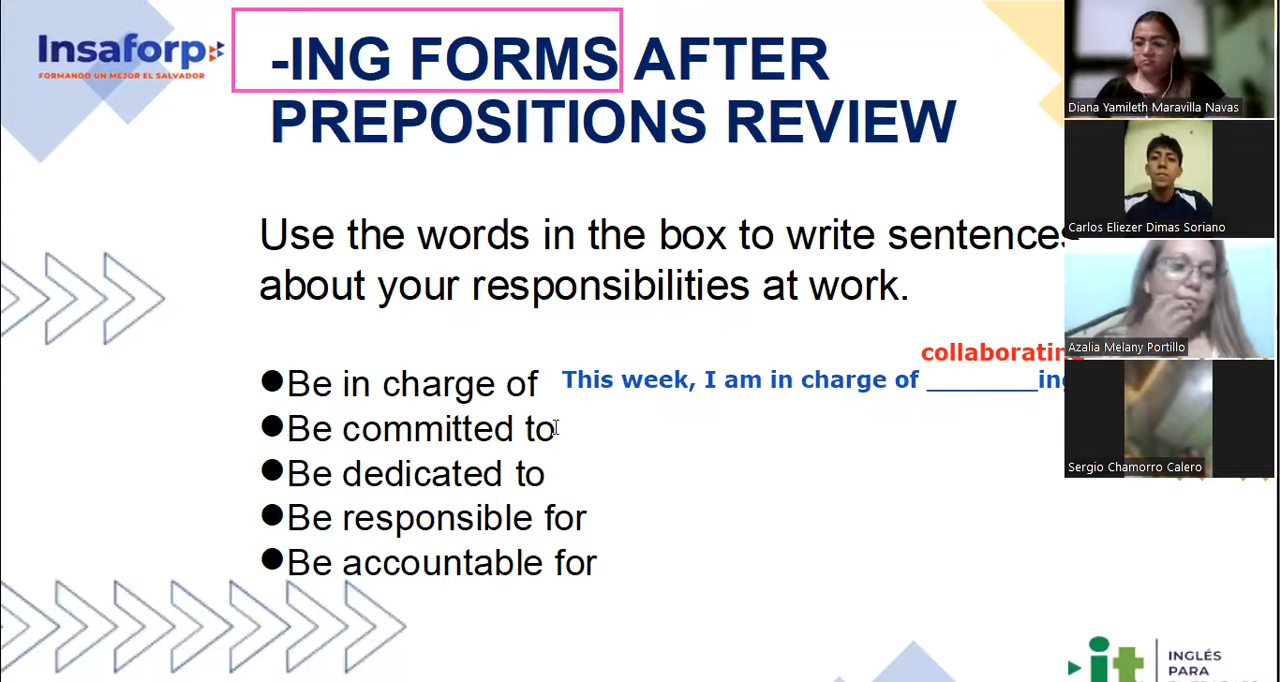 Insaforp
FORMANDO UN MEJOR EL SALVADOR
-ING FORMS AFTER
PREPOSITIONS REVIEW
Use the words in the box to write sentences
about your responsibilities at work.
collaborating
This week, I am in charge of _______ing
●Be in charge of
●Be committed to
●Be dedicated to
●Be responsible for
●Be accountable for
Diana Yamileth Maravilla Navas
Carlos Eliezer Dimas Soriano
Azalia Melany Portillo
Sergio Chamorro Calero
it
INGLÉS
PARA